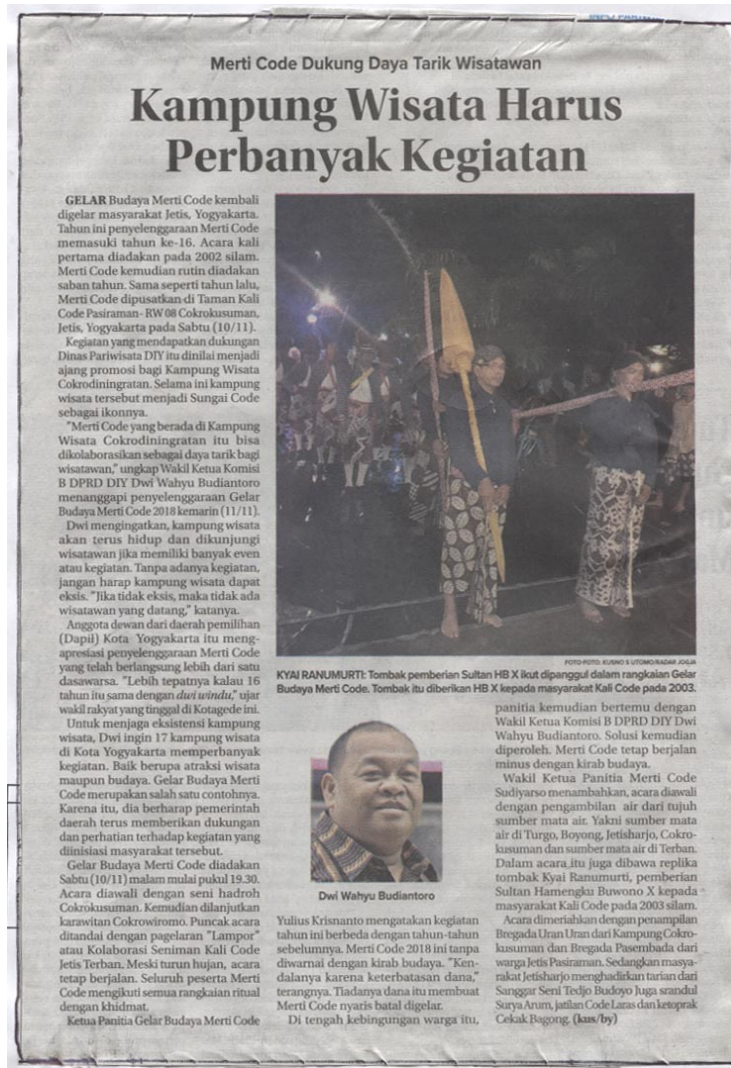 Merti Code Dukung Daya Tarik Wisatawan
Kampung Wisata Harus
Perbanyak Kegiatan
GELAR Budaya Merti Code kembali
digelar masyarakat Jetis, Yogyakarta.
Tahun ini penyelenggaraan Merti Code
memasuki tahun ke-16. Acara kali
pertama diadakan pada 2002 silam.
Merti Code kemudian rutin diadakan
saban tahun. Sama seperti tahun lalu,
Merti Code dipusatkan di Taman Kali
Code Pasiraman- RW 08 Cokrokusuman,
Jetis, Yogyakarta pada Sabtu (10/11).
Kegiatan yang mendapatkan dukungan
Dinas Pariwisata DIY itu dinilai menjadi
ajang promosi bagi Kampung Wisata
Cokrodiningratan. Selama ini kampung
wisata tersebut menjadi Sungai Code
sebagai ikonnya.
"Merti Code yang berada di Kampung
Wisata Cokrodiningratan itu bisa
dikolaborasikan sebagai daya tarik bagi
wisatawan," ungkap Wakil Ketua Komisi
B DPRD DIY Dwi Wahyu Budiantoro
menanggapi penyelenggaraan Gelar
Budaya Merti Code 2018 kemarin (11/11).
Dwi mengingatkan, kampung wisata
akan terus hidup dan dikunjungi
wisatawan jika memiliki banyak even
atau kegiatan. Tanpa adanya kegiatan,
jangan harap kampung wisata dapat
eksis. "Jika tidak eksis, maka tidak ada
wisatawan yang datang," katanya.
Anggota dewan dari daerah pemilihan
(Dapil) Kota Yogyakarta itu meng-
apresiasi penyelenggaraan Merti Code
yang telah berlangsung lebih dari satu
dasawarsa. "Lebih tepatnya kalau 16
tahun itu sama dengan dwi windu," ujar
wakil rakyat yang tinggal di Kotagede ini.
Untuk menjaga eksistensi kampung
wisata, Dwi ingin 17 kampung wisata
di Kota Yogyakarta memperbanyak
kegiatan. Baik berupa atraksi wisata
maupun budaya. Gelar Budaya Merti
Code merupakan salah satu contohnya.
Karena itu, dia berharap pemerintah
daerah terus memberikan dukungan
dan perhatian terhadap kegiatan yang
diinisiasi masyarakat tersebut.
Gelar Budaya Merti Code diadakan
Sabtu (10/11) malam mulai pukul 19.30.
Acara diawali dengan seni hadroh
Cokrokusuman. Kemudian dilanjutkan
karawitan Cokrowiromo. Puncak acara
ditandai dengan pagelaran "Lampor"
atau Kolaborasi Seniman Kali Code
Jetis Terban. Meski turun hujan, acara
tetap berjalan. Seluruh peserta Merti
Code mengikuti semua rangkaian ritual
dengan khidmat.
Ketua Panitia Gelar Budaya Merti Code
FOTO-FOTO: KUSNO S UTOMO/RADAR JOGJA
KYAI RANUMURTI: Tombak pemberian Sultan HB X ikut dipanggul dalam rangkaian Gelar
Budaya Merti Code. Tombak itu diberikan HB X kepada masyarakat Kali Code pada 2003.
Dwi Wahyu Budiantoro
Yulius Krisnanto mengatakan kegiatan
tahun ini berbeda dengan tahun-tahun
sebelumnya. Merti Code 2018 ini tanpa
diwarnai dengan kirab budaya. "Ken-
dalanya karena keterbatasan dana,"
terangnya. Tiadanya dana itu membuat
Merti Code nyaris batal digelar.
Di tengah kebingungan warga itu,
panitia kemudian bertemu dengan
Wakil Ketua Komisi B DPRD DIY Dwi
Wahyu Budiantoro. Solusi kemudian
diperoleh. Merti Code tetap berjalan
minus dengan kirab budaya.
Wakil Ketua Panitia Merti Code
Sudiyarso menambahkan, acara diawali
dengan pengambilan air dari tujuh
sumber mata air. Yakni sumber mata
air di Turgo, Boyong, Jetisharjo, Cokro-
kusuman dan sumber mata air di Terban.
Dalam acara itu juga dibawa replika
tombak Kyai Ranumurti, pemberian
Sultan Hamengku Buwono X kepada
masyarakat Kali Code pada 2003 silam.
Acara dimeriahkan dengan penampilan
Bregada Uran Uran dari Kampung Cokro-
kusuman dan Bregada Pasembada dari
warga Jetis Pasiraman. Sedangkan masya-
rakat Jetisharjo menghadirkan tarian dari
Sanggar Seni Tedjo Budoyo Juga srandul
Surya Arum, jatilan Code Laras dan ketoprak
Cekak Bagong. (kus/by)